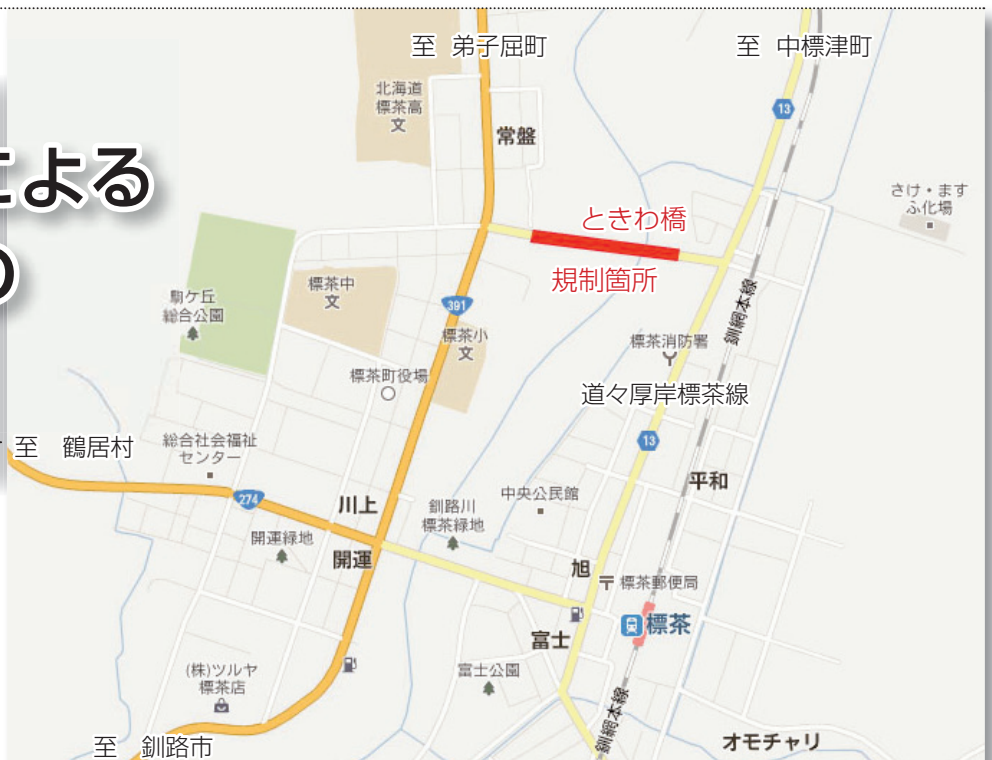 至 弟子屈町
至 中標津町
北海道
標茶高
文
13
常盤
による
の
さけ・ます
ふ化場
ときわ橋
規制箇所
標茶中
文
駒ケ丘
総合公園
391
釧網本線
標茶小
文
標茶消防署
標茶町役場
道々厚岸標茶線
至 鶴居村
総合社会福祉
センター
13
平和
274
川上
釧路川
標茶緑地
中央公民館
開運緑地
開運
旭
標茶郵便局
標茶
富士
(株)ツルヤ
標茶店
富士公園
釧網本線
至 釧路市
オモチャリ